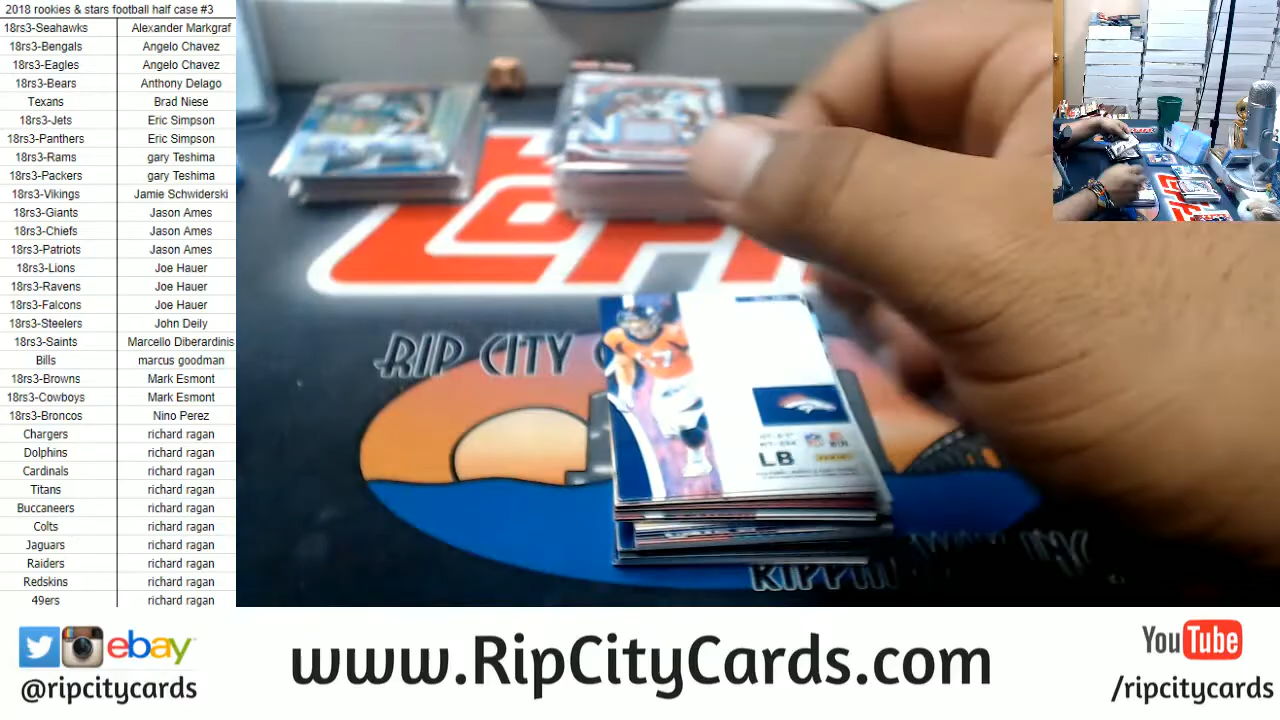 2018 rookies & stars football half case #3
18rs3-Seahawks Alexander Markgraf
18rs3-Bengals Angelo Chavez
18rs3-Eagles Angelo Chavez
18rs3-Bears Anthony Delago
Texans Brad Niese
18rs3-Jets Eric Simpson
18rs3-Panthers Eric Simpson
18rs3-Rams gary Teshima
18rs3-Packers gary Teshima
18rs3-Vikings Jamie Schwiderski
18rs3-Giants Jason Ames
18rs3-Chiefs Jason Ames
18rs3-Patriots Jason Ames
18rs3-Lions Joe Hauer
18rs3-Ravens Joe Hauer
18rs3-Falcons Joe Hauer
18rs3-Steelers John Deily
18rs3-Saints Marcello Diberardinis
Bills marcus goodman
18rs3-Browns Mark Esmont
18rs3-Cowboys Mark Esmont
18rs3-Broncos Nino Perez
Chargers richard ragan
Dolphins richard ragan
Cardinals richard ragan
Titans richard ragan
Buccaneers richard ragan
Colts richard ragan
Jaguars richard ragan
Raiders richard ragan
Redskins richard ragan
49ers richard ragan
RIP CITY
LB
ebay
@ripcitycards
www.RipCityCards.com
YouTube
/ripcitycards